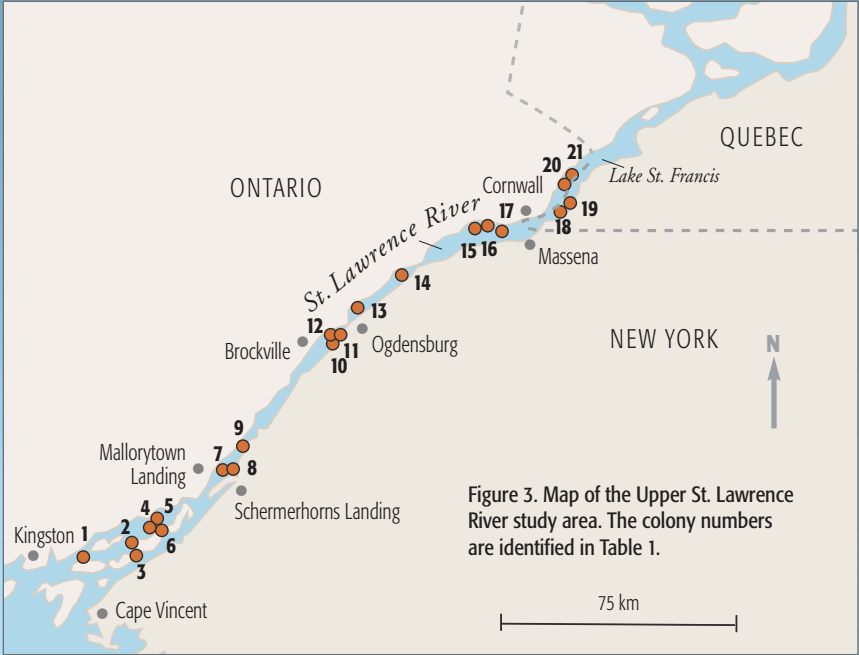 QUEBEC
21
20
Lake St. Francis
ONTARIO
Cornwall
19
17
18
St. Lawrence River
15 16
Massena
14
13
12
NEW YORK
N
Brockville
11
Ogdensburg
10
9
Mallorytown
Landing
7
8
Schermerhorns Landing
Figure 3. Map of the Upper St. Lawrence
River study area. The colony numbers
are identified in Table 1.
5
4
Kingston
1
2
6
3
75 km
Cape Vincent